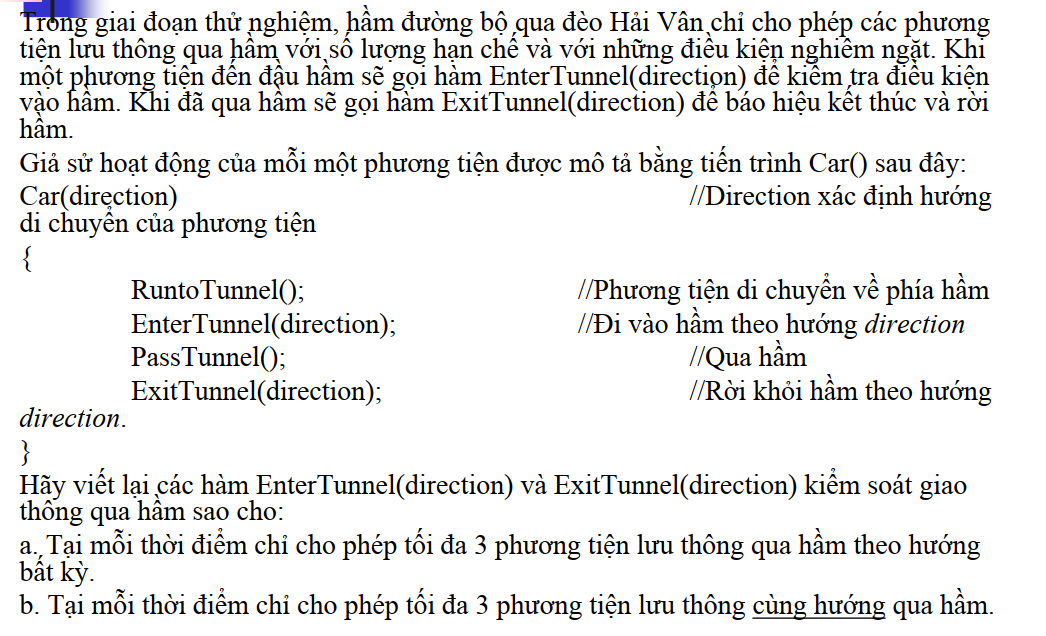 Trong giai đoạn thử nghiệm, hầm đường bộ qua đèo Hải Vân chỉ cho phép các phương
tiện lưu thông qua hầm với số lượng hạn chế và với những điều kiện nghiêm ngặt. Khi
một phương tiện đến đầu hầm sẽ gọi hàm EnterTunnel(direction) để kiểm tra điều kiện
vào hầm. Khi đã qua hầm sẽ gọi hàm ExitTunnel(direction) để báo hiệu kết thúc và rời
hầm.
Giả sử hoạt động của mỗi một phương tiện được mô tả bằng tiến trình Car() sau đây:
Car(direction) //Direction xác định hướng
di chuyển của phương tiện
{
RuntoTunnel(); //Phương tiện di chuyển về phía hầm
EnterTunnel(direction); //Đi vào hầm theo hướng direction
PassTunnel(); //Qua hầm
ExitTunnel(direction); //Rời khỏi hầm theo hướng
direction.
}
Hãy viết lại các hàm EnterTunnel(direction) và ExitTunnel(direction) kiểm soát giao
thông qua hầm sao cho:
a. Tại mỗi thời điểm chỉ cho phép tối đa 3 phương tiện lưu thông qua hầm theo hướng
bất kỳ.
b. Tại mỗi thời điểm chỉ cho phép tối đa 3 phương tiện lưu thông cùng hướng qua hầm.